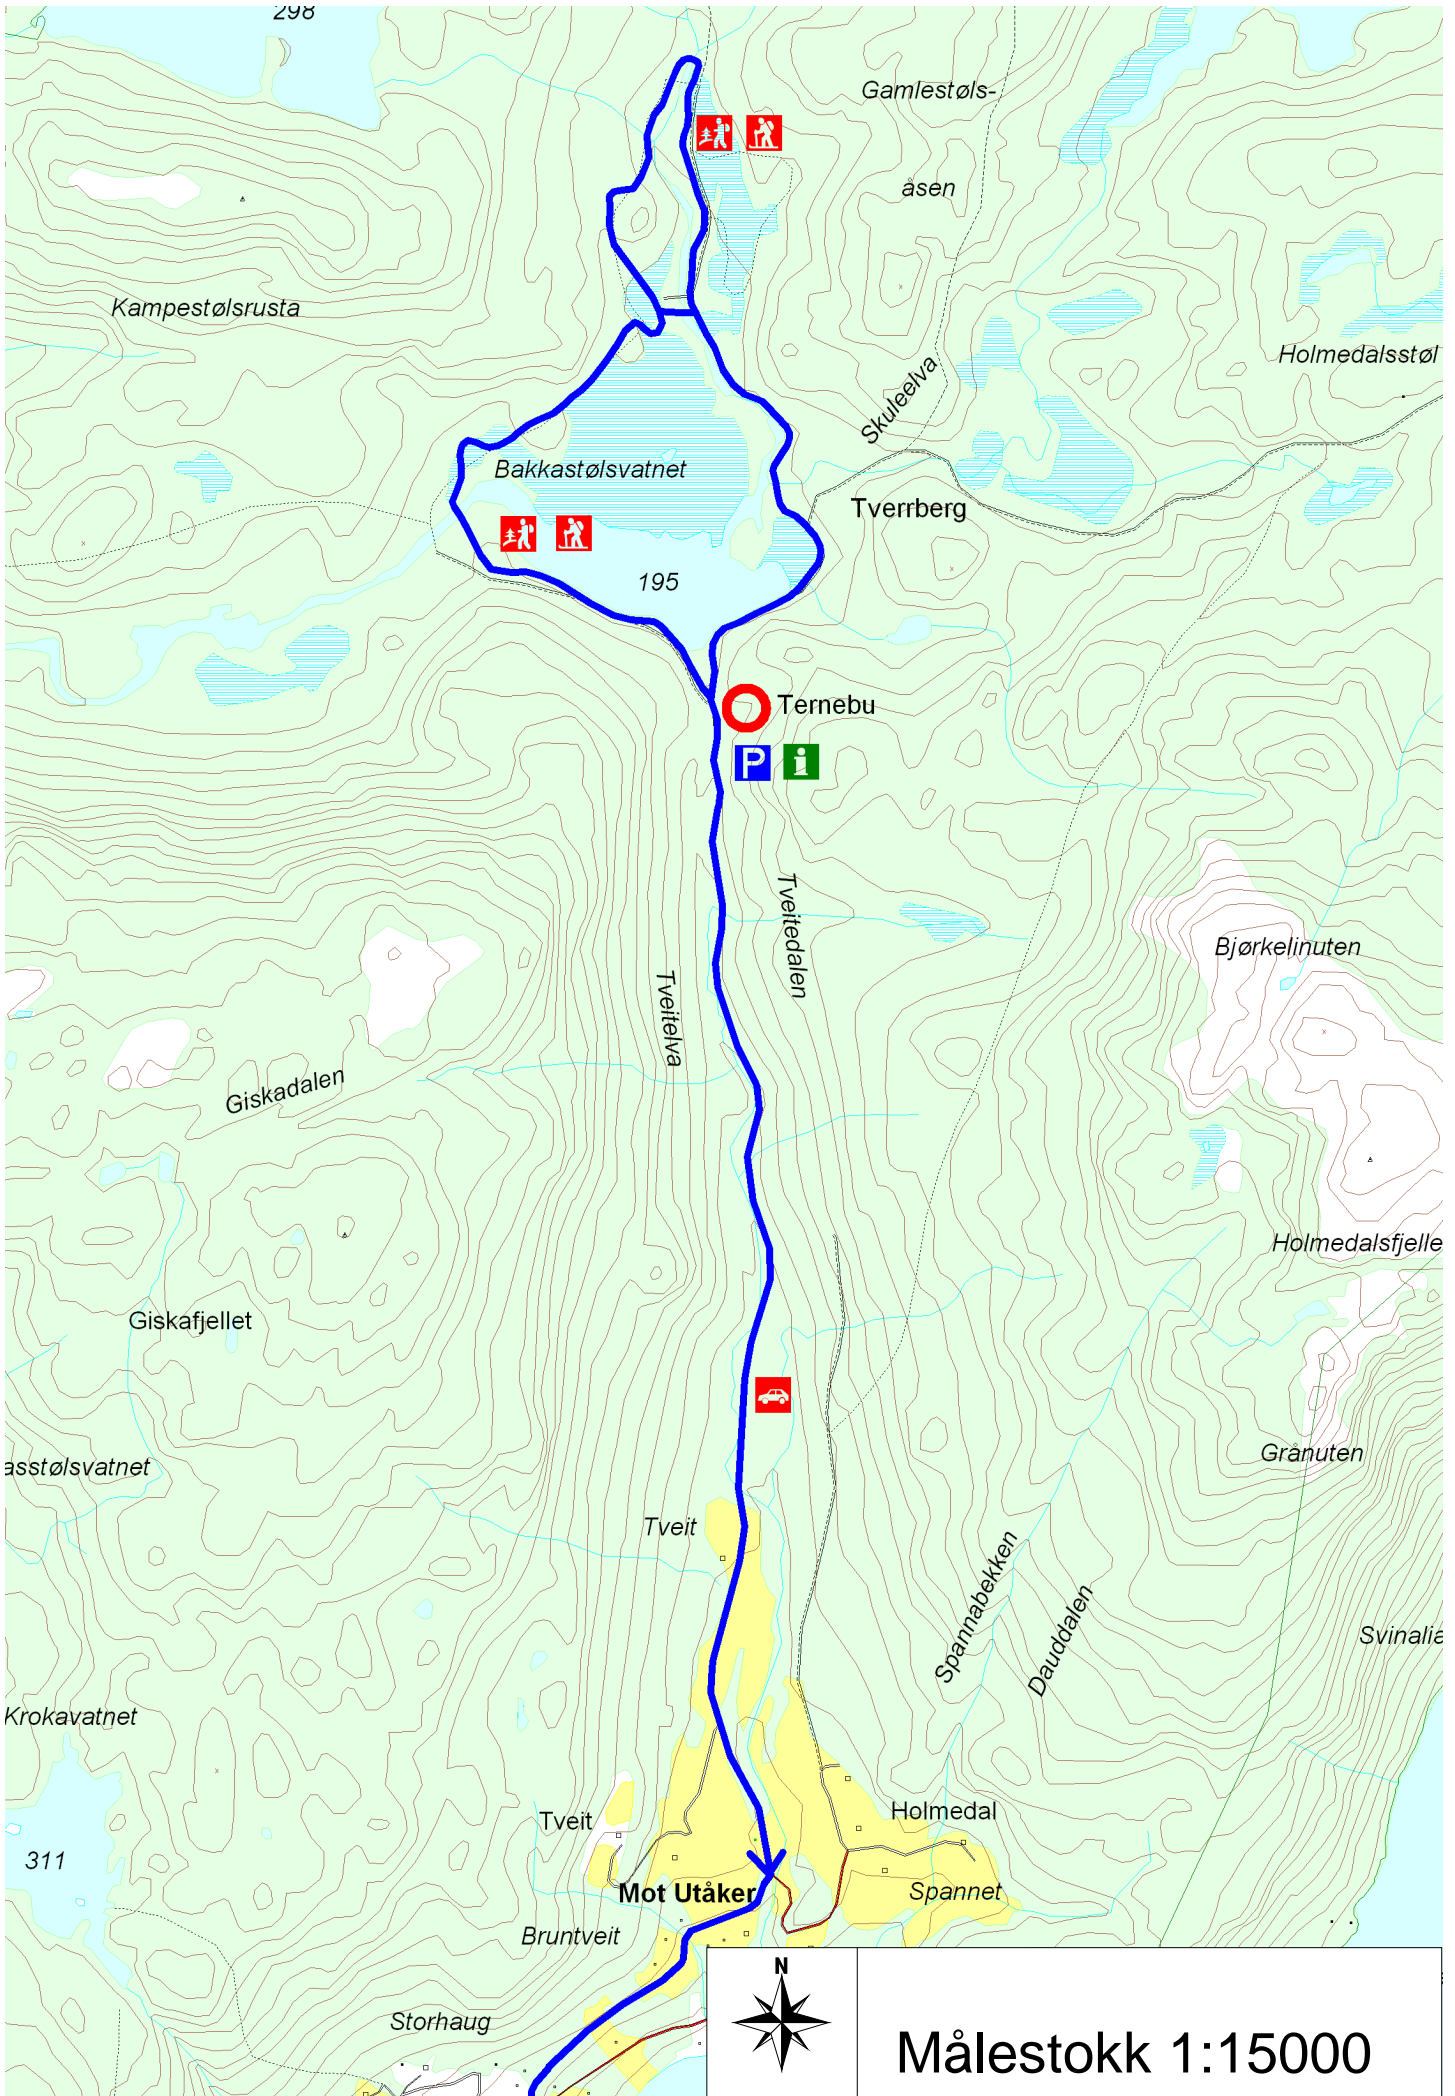 298
Gamlestøls-
åsen
Kampestølsrusta
Holmedalsstøl
Skuleelva
Bakkastølsvatnet
Tverrberg
195
Ternebu
P i
Tveitedalen
Bjørkelinuten
Tveitelva
Giskadalen
Holmedalsfjelle
Giskafjellet
Grånuten
asstølsvatnet
Tveit
Spannabekken
Dauddalen
Svinalia
Krokavatnet
Tveit
Holmedal
311
Mot Utåker
Spannet
Bruntveit
N
Storhaug
Målestokk 1:15000